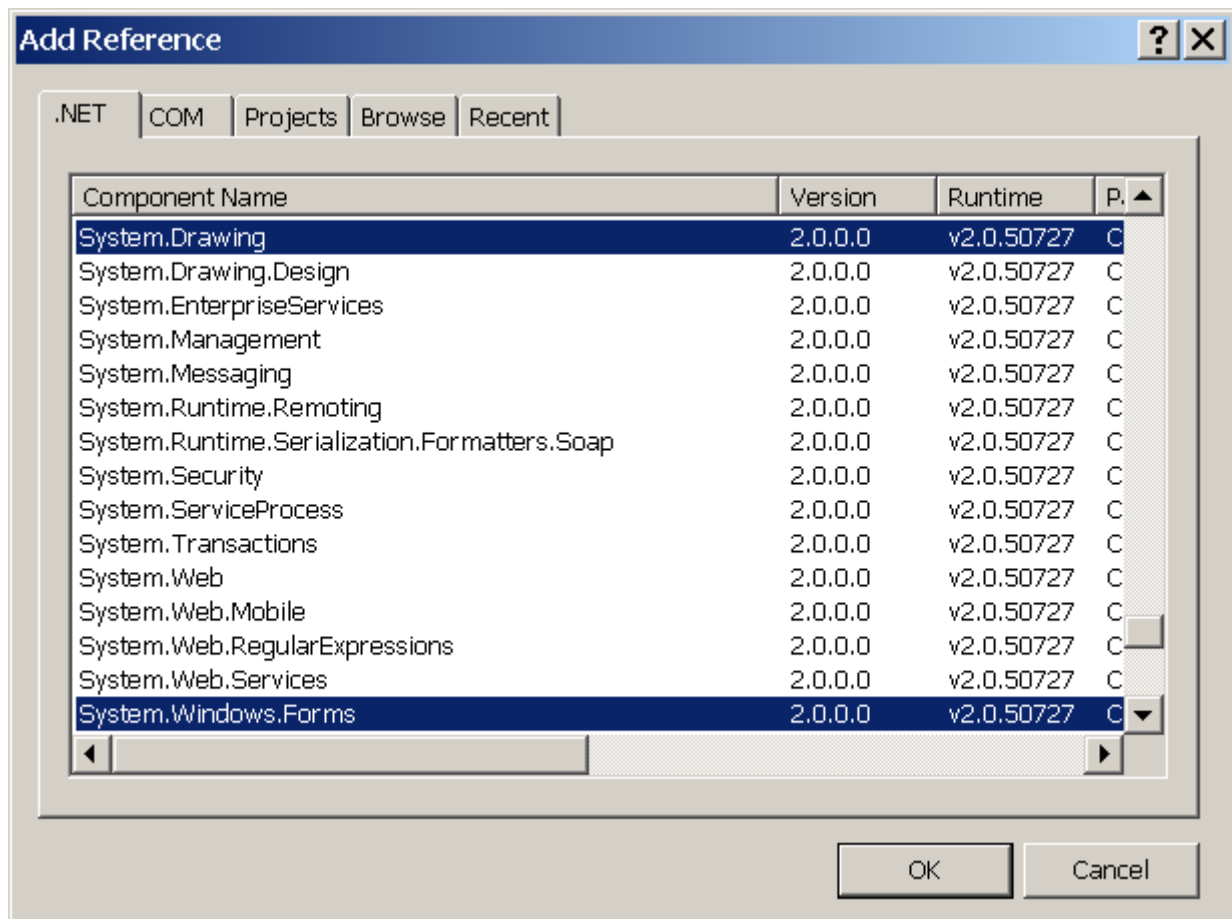 Add Reference
.NET COM Projects Browse Recent
Component Name Version Runtime P.
System.Drawing 2.0.0.0 v2.0.50727 C
System.Drawing.Design 2.0.0.0 v2.0.50727 C
System.EnterpriseServices 2.0.0.0 v2.0.50727 C
System.Management 2.0.0.0 v2.0.50727 C
System.Messaging 2.0.0.0 v2.0.50727 C
System.Runtime.Remoting 2.0.0.0 v2.0.50727 C
System.Runtime.Serialization.Formatters.Soap 2.0.0.0 v2.0.50727 C
System.Security 2.0.0.0 v2.0.50727 C
System.ServiceProcess 2.0.0.0 v2.0.50727 C
System.Transactions 2.0.0.0 v2.0.50727 C
System.Web 2.0.0.0 v2.0.50727 C
System.Web.Mobile 2.0.0.0 v2.0.50727 C
System.Web.RegularExpressions 2.0.0.0 v2.0.50727 C
System.Web.Services 2.0.0.0 v2.0.50727 C
System.Windows.Forms 2.0.0.0 v2.0.50727 C
OK Cancel